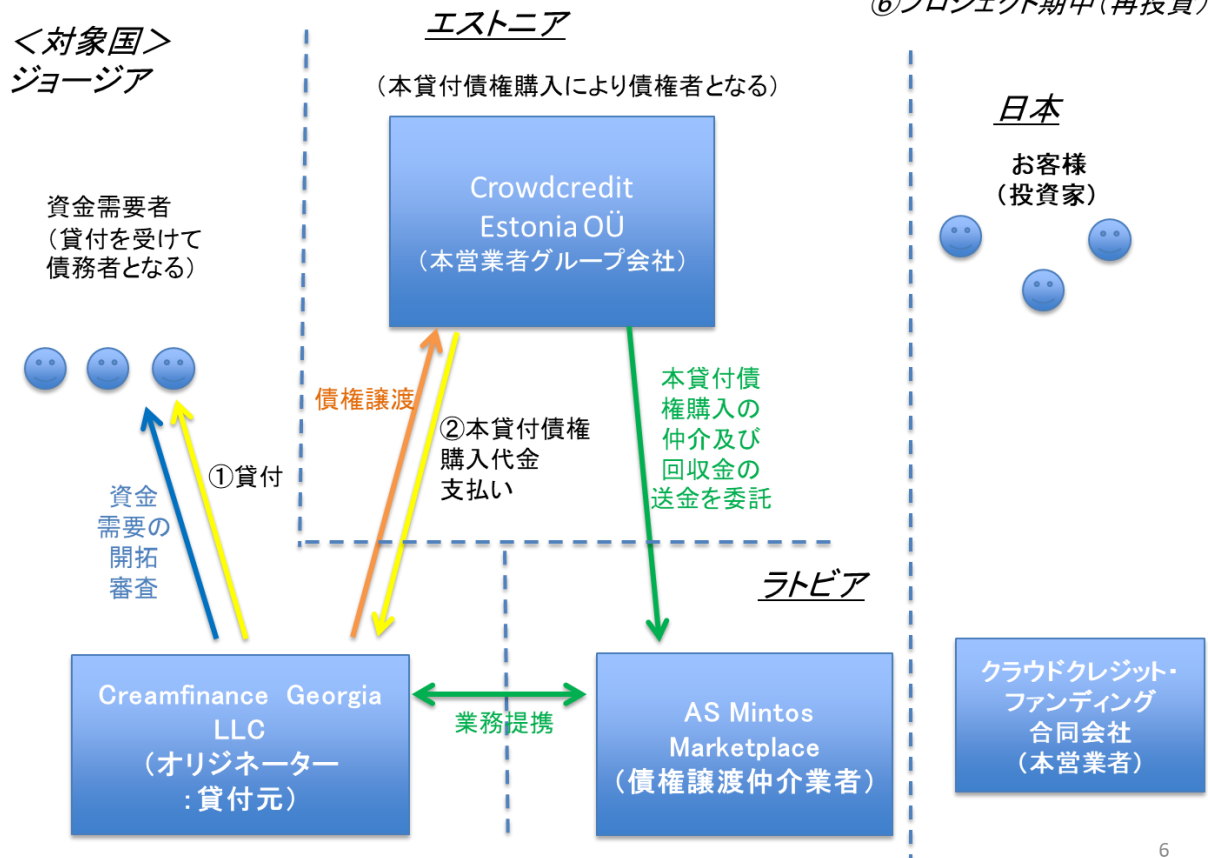 ⑥プロジェクト期中(再投資)
<対象国>
ジョージア
エストニア
(本貸付債権購入により債権者となる)
日本
Crowdcredit
Estonia OÜ
(本営業者グループ会社)
お客様
(投資家)
資金需要者
(貸付を受けて
債務者となる)
債権譲渡
②本貸付債権
購入代金
支払い
本貸付債
権購入の
仲介及び
回収金の
送金を委託
①貸付
資金
需要の
開拓
審査
ラトビア
Creamfinance Georgia
LLC
(オリジネーター
:貸付元)
業務提携
AS Mintos
Marketplace
(債権譲渡仲介業者)
クラウドクレジット・
ファンディング
合同会社
(本営業者)
6